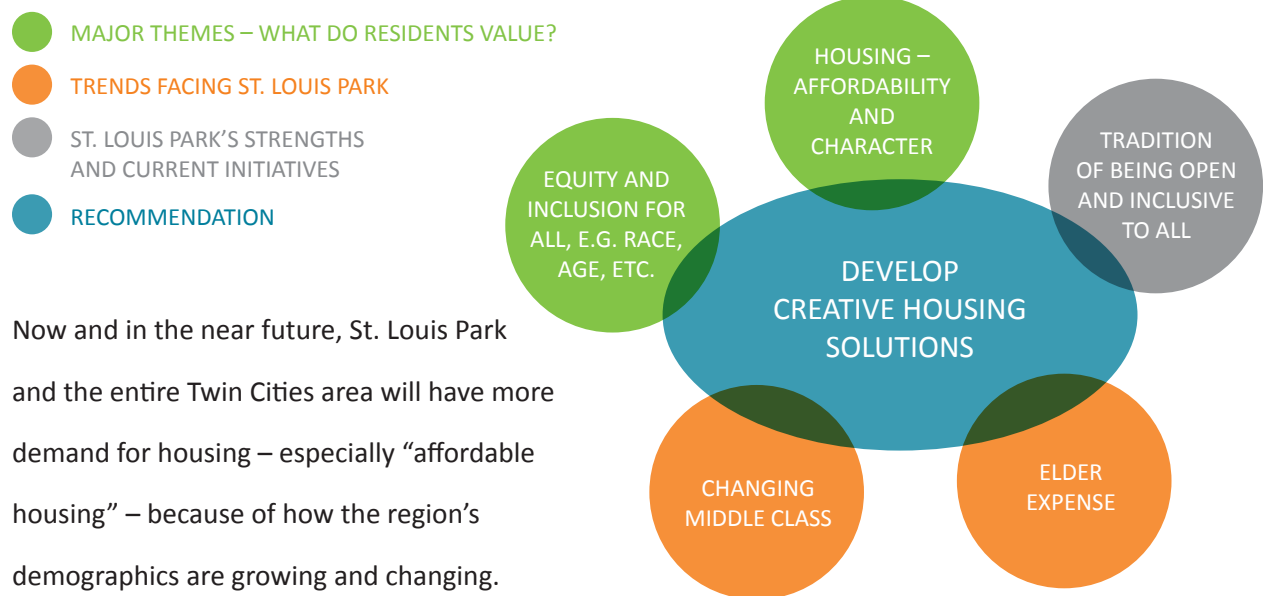 MAJOR THEMES – WHAT DO RESIDENTS VALUE?
TRENDS FACING ST. LOUIS PARK
ST. LOUIS PARK'S STRENGTHS
AND CURRENT INITIATIVES
RECOMMENDATION
HOUSING –
AFFORDABILITY
AND
CHARACTER
EQUITY AND
INCLUSION FOR
ALL, E.G. RACE,
AGE, ETC.
TRADITION
OF BEING OPEN
AND INCLUSIVE
TO ALL
DEVELOP
CREATIVE HOUSING
SOLUTIONS
CHANGING
MIDDLE CLASS
ELDER
EXPENSE
Now and in the near future, St. Louis Park
and the entire Twin Cities area will have more
demand for housing – especially “affordable
housing” – because of how the region’s
demographics are growing and changing.